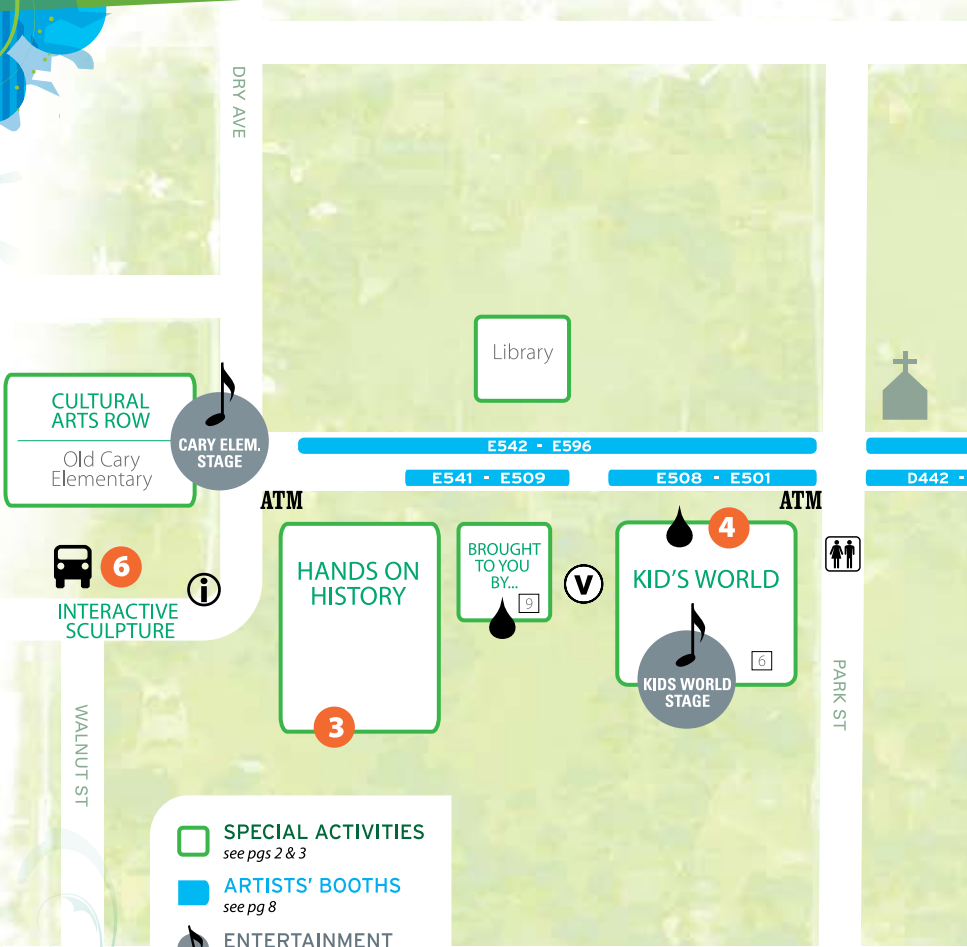 DRY AVE
Library
CULTURAL
ARTS ROW
Old Cary
Elementary
CARY ELEM.
STAGE
E542 - E596
E541 - E509
E508 - E501
D442 -
ATM
ATM
6
INTERACTIVE
SCULPTURE
i
HANDS ON
HISTORY
3
BROUGHT
TO YOU
BY...
9
V
4
KID'S WORLD
6
KIDS WORLD
STAGE
PARK ST
WALNUT ST
SPECIAL ACTIVITIES
see pgs 2 & 3
ARTISTS' BOOTHS
see pg 8
ENTERTAINMENT